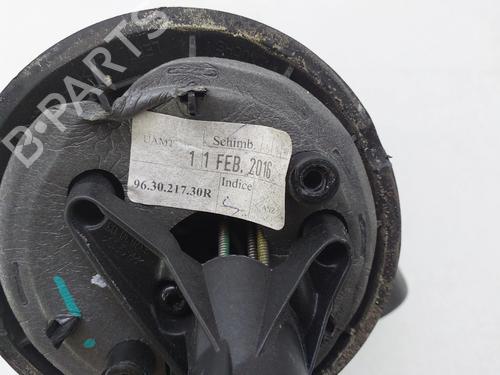 B-PARTS
UAMT Schimb.
11 FEB. 2016
96.30.217.30R Indice